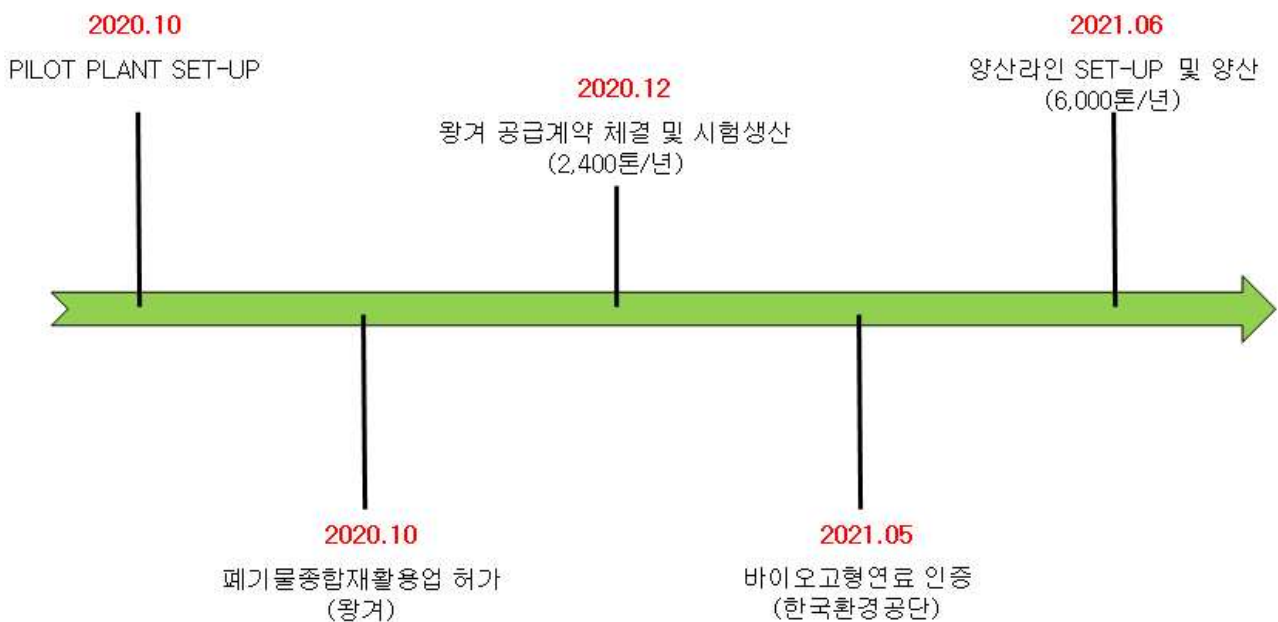 2020.10
PILOT PLANT SET-UP
2020.10
폐기물종합재활용업 허가
(왕겨)
2020.12
왕겨 공급계약 체결 및 시험생산
(2,400톤/년)
2021.05
바이오고형연료 인증
(한국환경공단)
2021.06
양산라인 SET-UP 및 양산
(6,000톤/년)